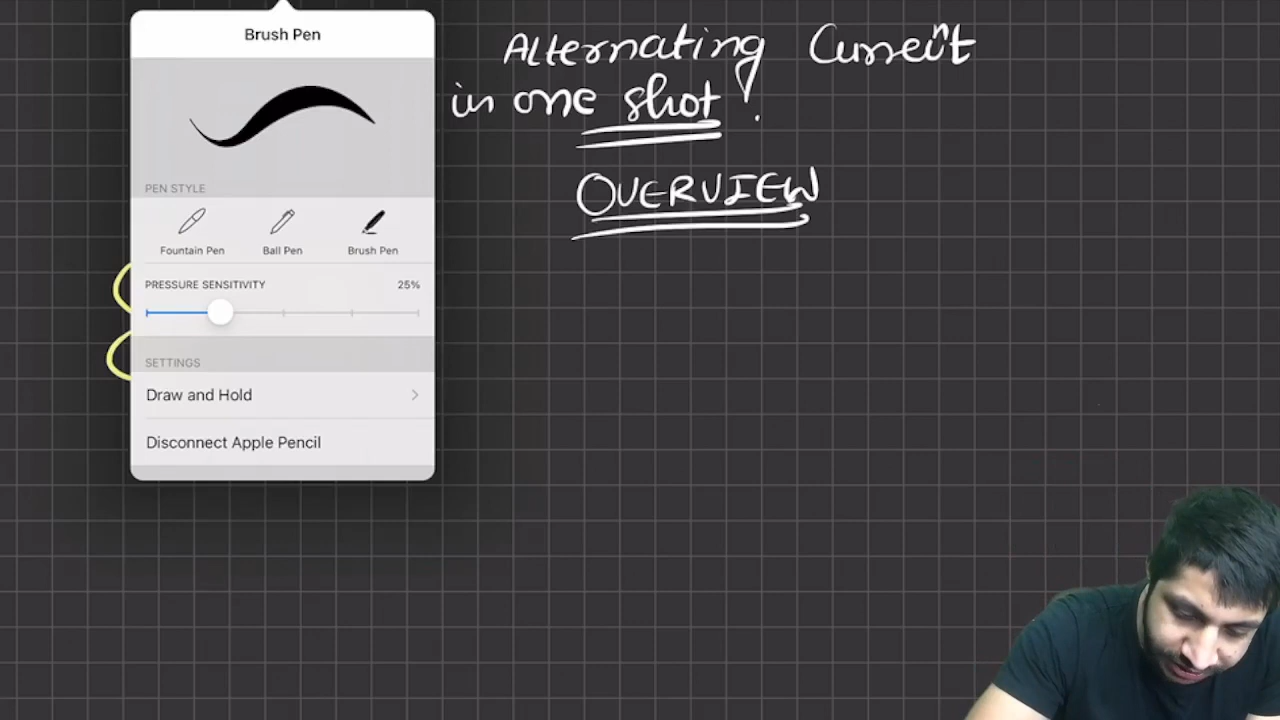 Brush Pen
PEN STYLE
Fountain Pen
Ball Pen
Brush Pen
PRESSURE SENSITIVITY 25%
SETTINGS
Draw and Hold
Disconnect Apple Pencil
Alternating Current
in one shot!
OVERVIEW